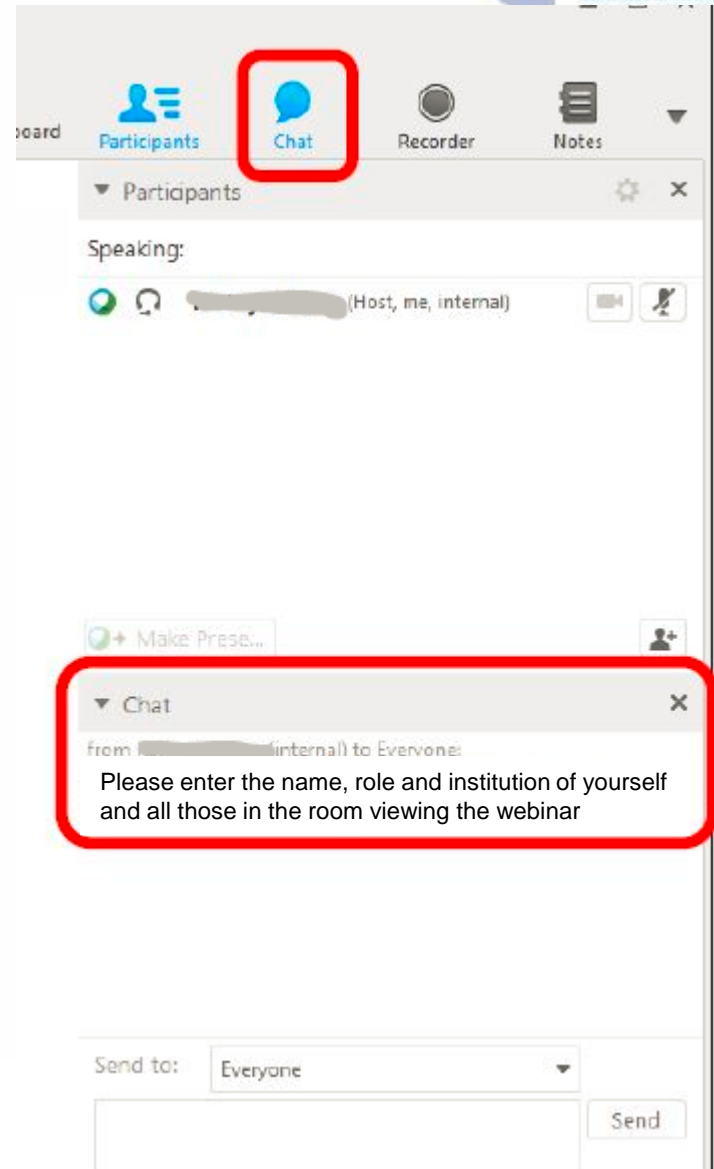 Participants
Chat
Recorder
Notes
Participants
Speaking:
(Host, me, internal)
Make Prese...
Chat
from (internal) to Everyone:
Please enter the name, role and institution of yourself
and all those in the room viewing the webinar
Send to:
Everyone
Send